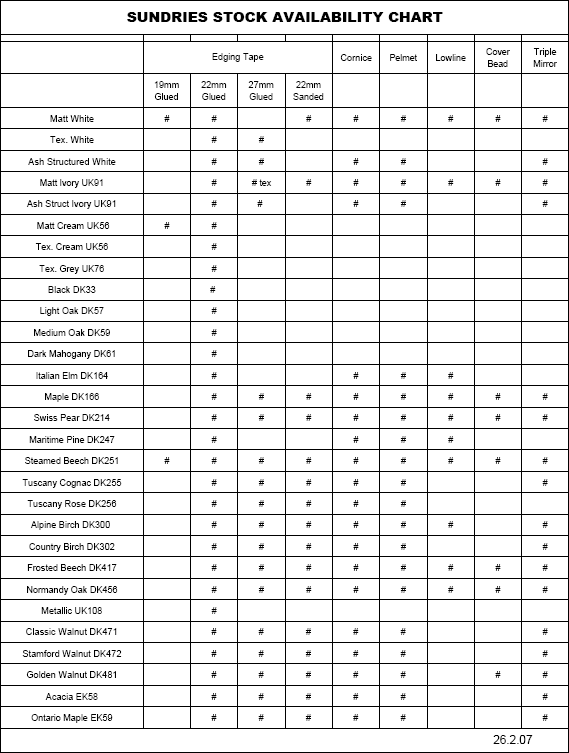 SUNDRIES STOCK AVAILABILITY CHART
Edging Tape Cornice Pelmet Lowline Cover Bead Triple Mirror
19mm Glued 22mm Glued 27mm Glued 22mm Sanded
Matt White # # # # # # # #
Tex. White # #
Ash Structured White # # # # #
Matt Ivory UK91 # # tex # # # # # #
Ash Struct Ivory UK91 # # # # #
Matt Cream UK56 # #
Tex. Cream UK56 #
Tex. Grey UK76 #
Black DK33 #
Light Oak DK57 #
Medium Oak DK59 #
Dark Mahogany DK61 #
Italian Elm DK164 # # # #
Maple DK166 # # # # # # # #
Swiss Pear DK214 # # # # # # # #
Maritime Pine DK247 # # # #
Steamed Beech DK251 # # # # # # # # #
Tuscany Cognac DK255 # # # # # #
Tuscany Rose DK256 # # # # #
Alpine Birch DK300 # # # # # # #
Country Birch DK302 # # # # # #
Frosted Beech DK417 # # # # # # # #
Normandy Oak DK456 # # # # # # # #
Metallic UK108 #
Classic Walnut DK471 # # # # # #
Stamford Walnut DK472 # # # # # #
Golden Walnut DK481 # # # # # # #
Acacia EK58 # # # # # #
Ontario Maple EK59 # # # # # #
26.2.07